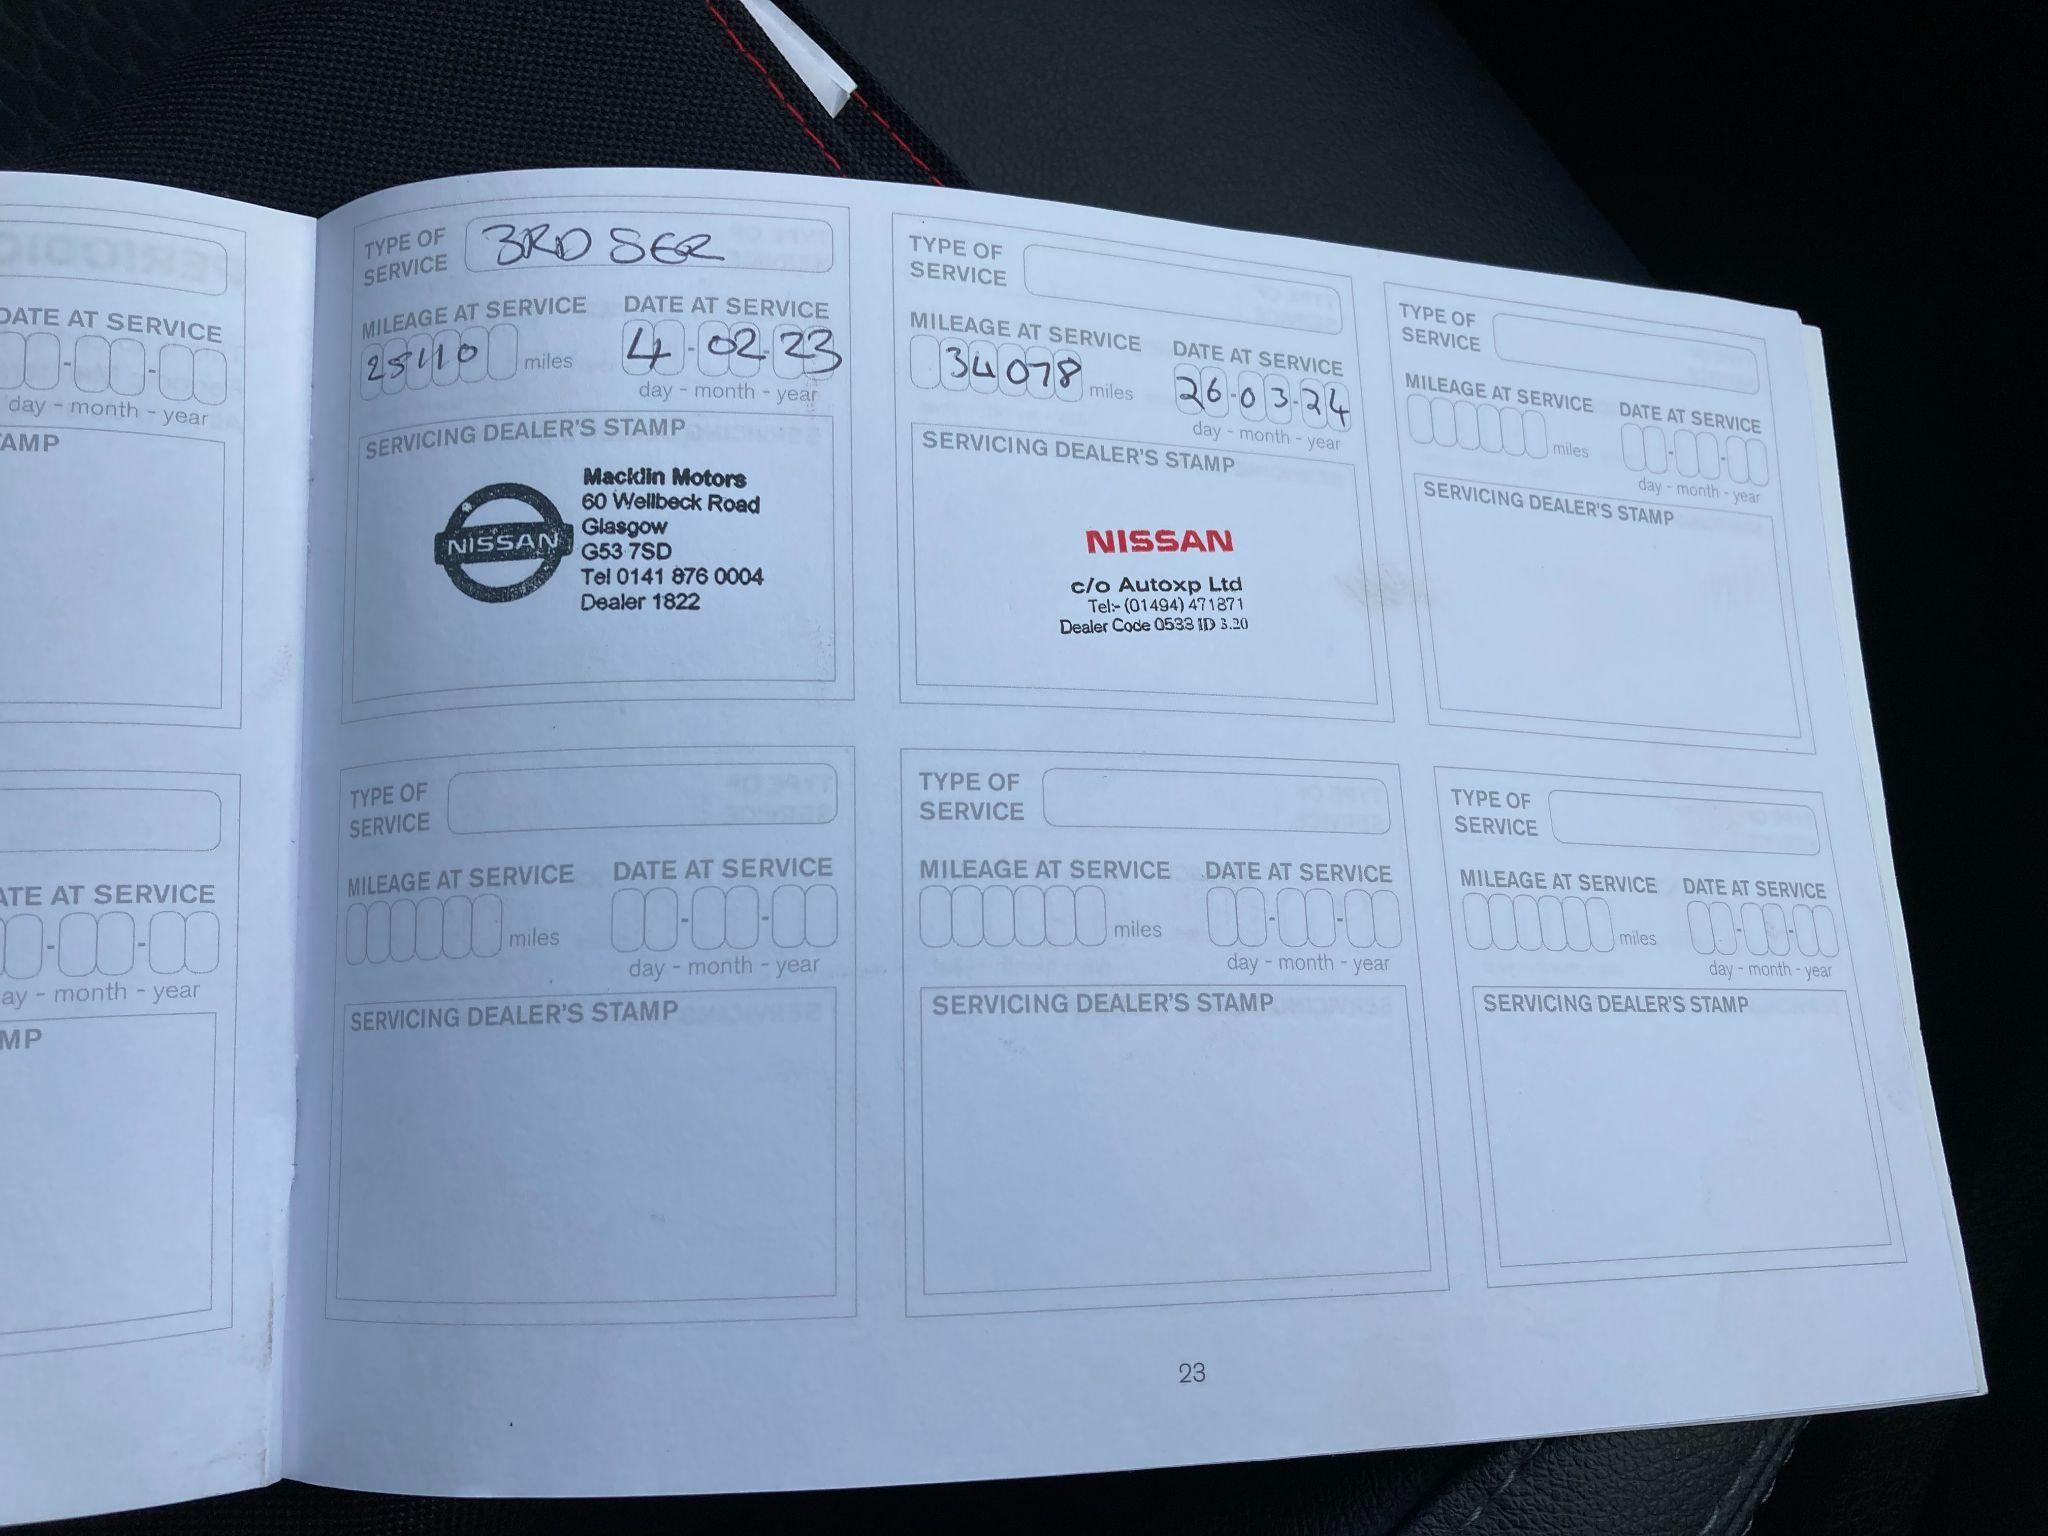 DATE AT SERVICE
day - month - year
TAMP
DATE AT SERVICE
day - month - year
MP
TYPE OF
SERVICE
3RD SER
MILEAGE AT SERVICE
25110 miles
DATE AT SERVICE
4-02-23
day - month - year
SERVICING DEALER'S STAMP
NISSAN
Macklin Motors
60 Wellbeck Road
Glasgow
G53 7SD
Tel 0141 876 0004
Dealer 1822
TYPE OF
SERVICE
MILEAGE AT SERVICE
34078 miles
DATE AT SERVICE
26-03-24
day - month - year
SERVICING DEALER'S STAMP
NISSAN
c/o Autoxp Ltd
Tel:- (01494) 471871
Dealer Code 0533 ID 3.20
TYPE OF
SERVICE
MILEAGE AT SERVICE
miles
DATE AT SERVICE
day - month - year
SERVICING DEALER'S STAMP
TYPE OF
SERVICE
MILEAGE AT SERVICE
miles
DATE AT SERVICE
day - month - year
SERVICING DEALER'S STAMP
TYPE OF
SERVICE
MILEAGE AT SERVICE
miles
DATE AT SERVICE
day - month - year
SERVICING DEALER'S STAMP
TYPE OF
SERVICE
MILEAGE AT SERVICE
miles
DATE AT SERVICE
day - month - year
SERVICING DEALER'S STAMP
23